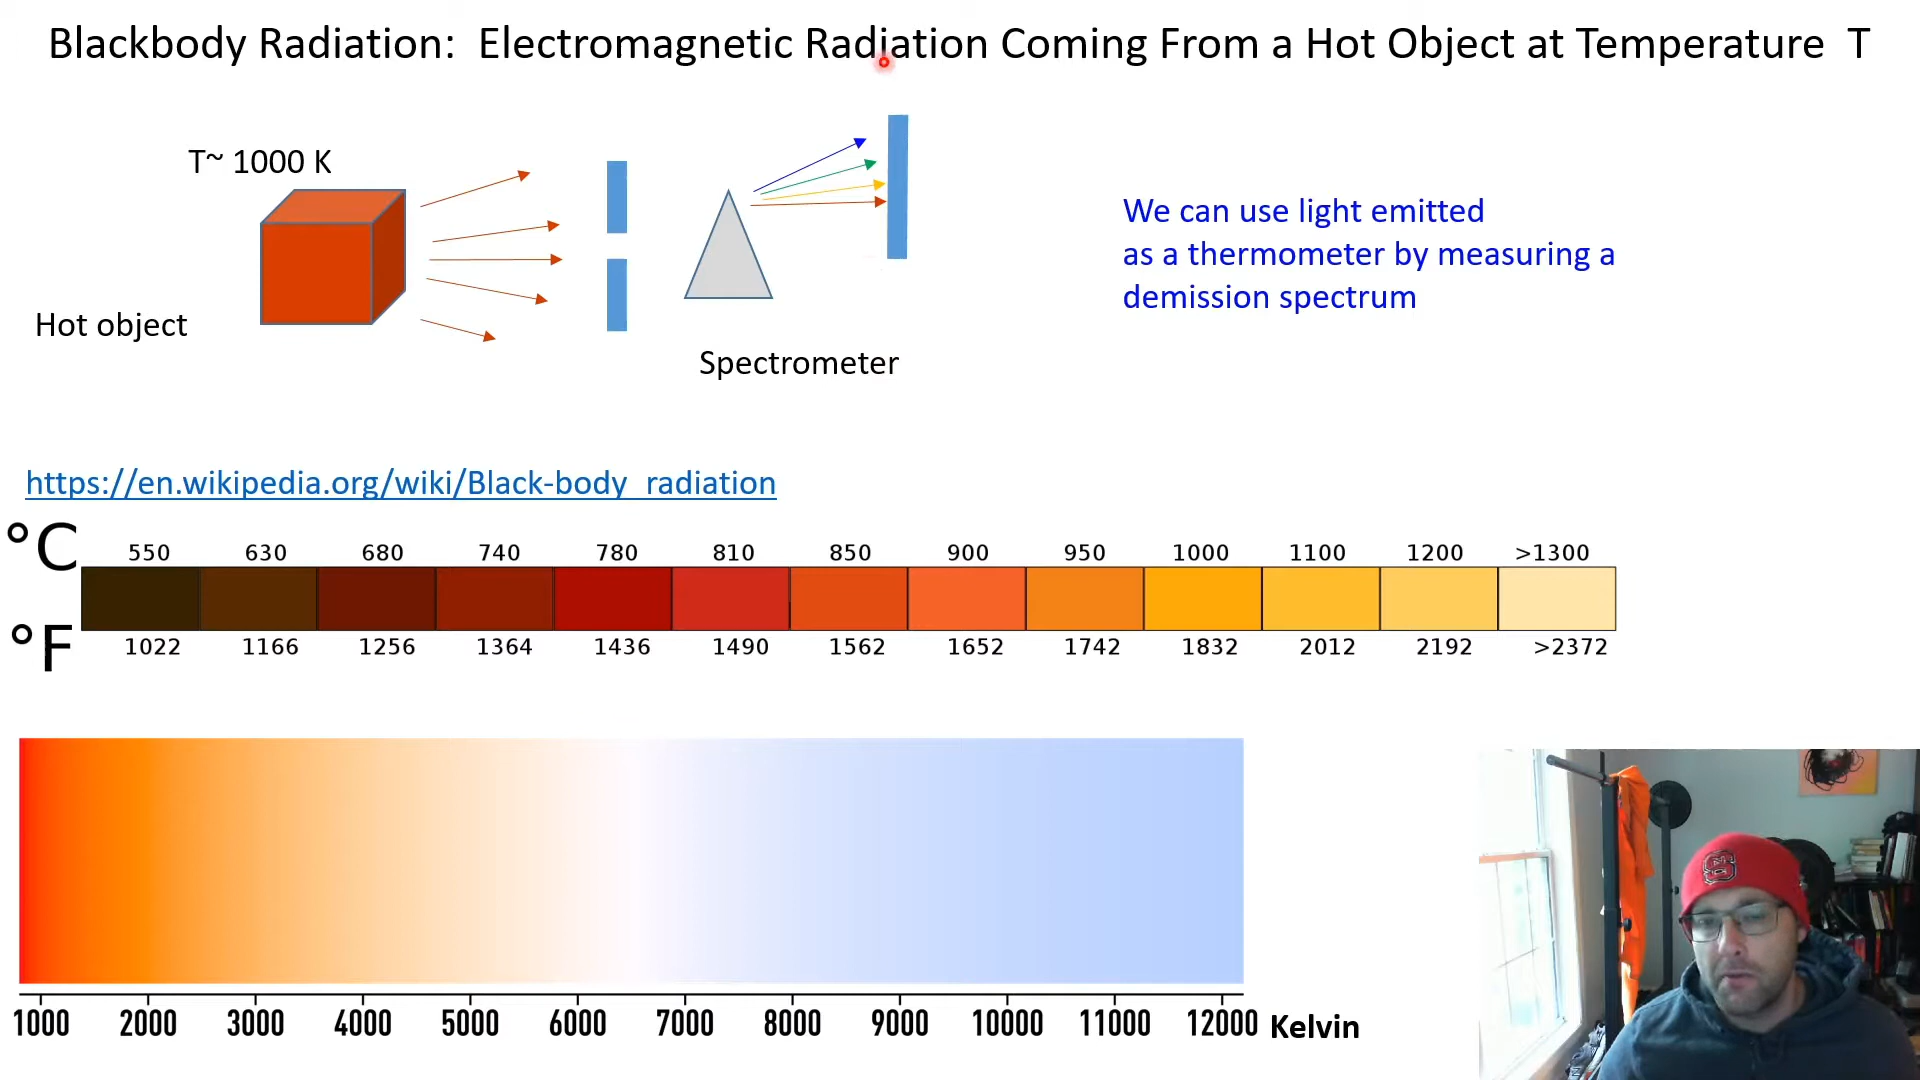 Blackbody Radiation:  Electromagnetic Radiation Coming From a Hot Object at Temperature  T
T~ 1000 K
We can use light emitted
as a thermometer by measuring a
demission spectrum
Hot object
Spectrometer
https://en.wikipedia.org/wiki/Black-body_radiation
°C 550 630 680 740 780 810 850 900 950 1000 1100 1200 >1300
°F 1022 1166 1256 1364 1436 1490 1562 1652 1742 1832 2012 2192 >2372
1000 2000 3000 4000 5000 6000 7000 8000 9000 10000 11000 12000 Kelvin
S